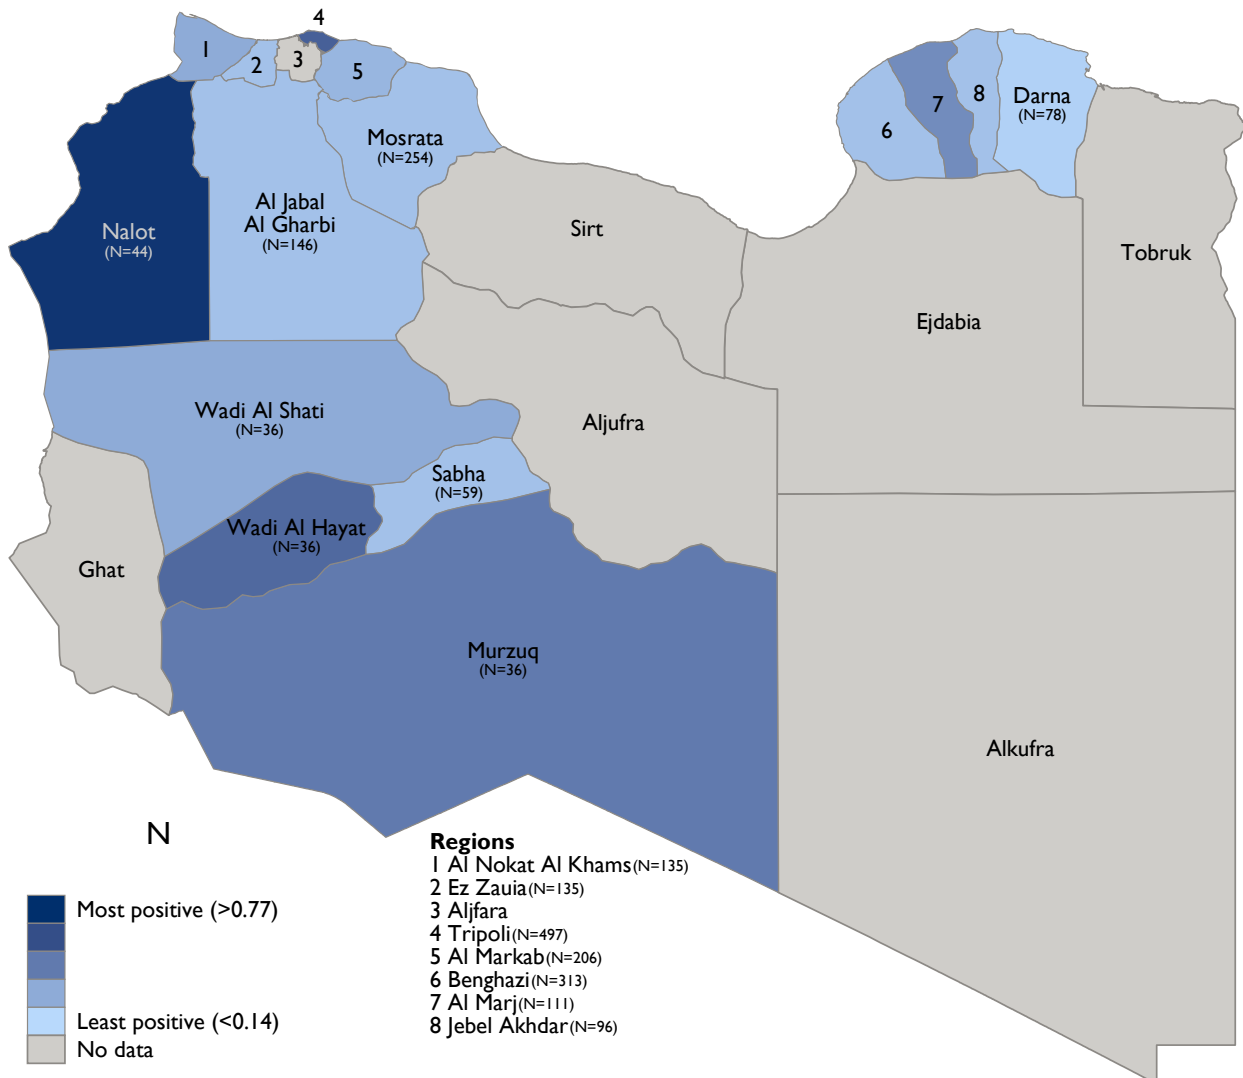 4
1
2
3
5
Mosrata
(N=254)
6
7
8
Darna
(N=78)
Al Jabal
Al Gharbi
(N=146)
Nalot
(N=44)
Sirt
Tobruk
Ejdabia
Wadi Al Shati
(N=36)
Aljufra
Sabha
(N=59)
Wadi Al Hayat
(N=36)
Ghat
Murzuq
(N=36)
Alkufra
N
Most positive (>0.77)
Least positive (<0.14)
No data
Regions
1 Al Nokat Al Khams(N=135)
2 Ez Zauia(N=135)
3 Aljfara
4 Tripoli(N=497)
5 Al Markab(N=206)
6 Benghazi(N=313)
7 Al Marj(N=111)
8 Jebel Akhdar(N=96)